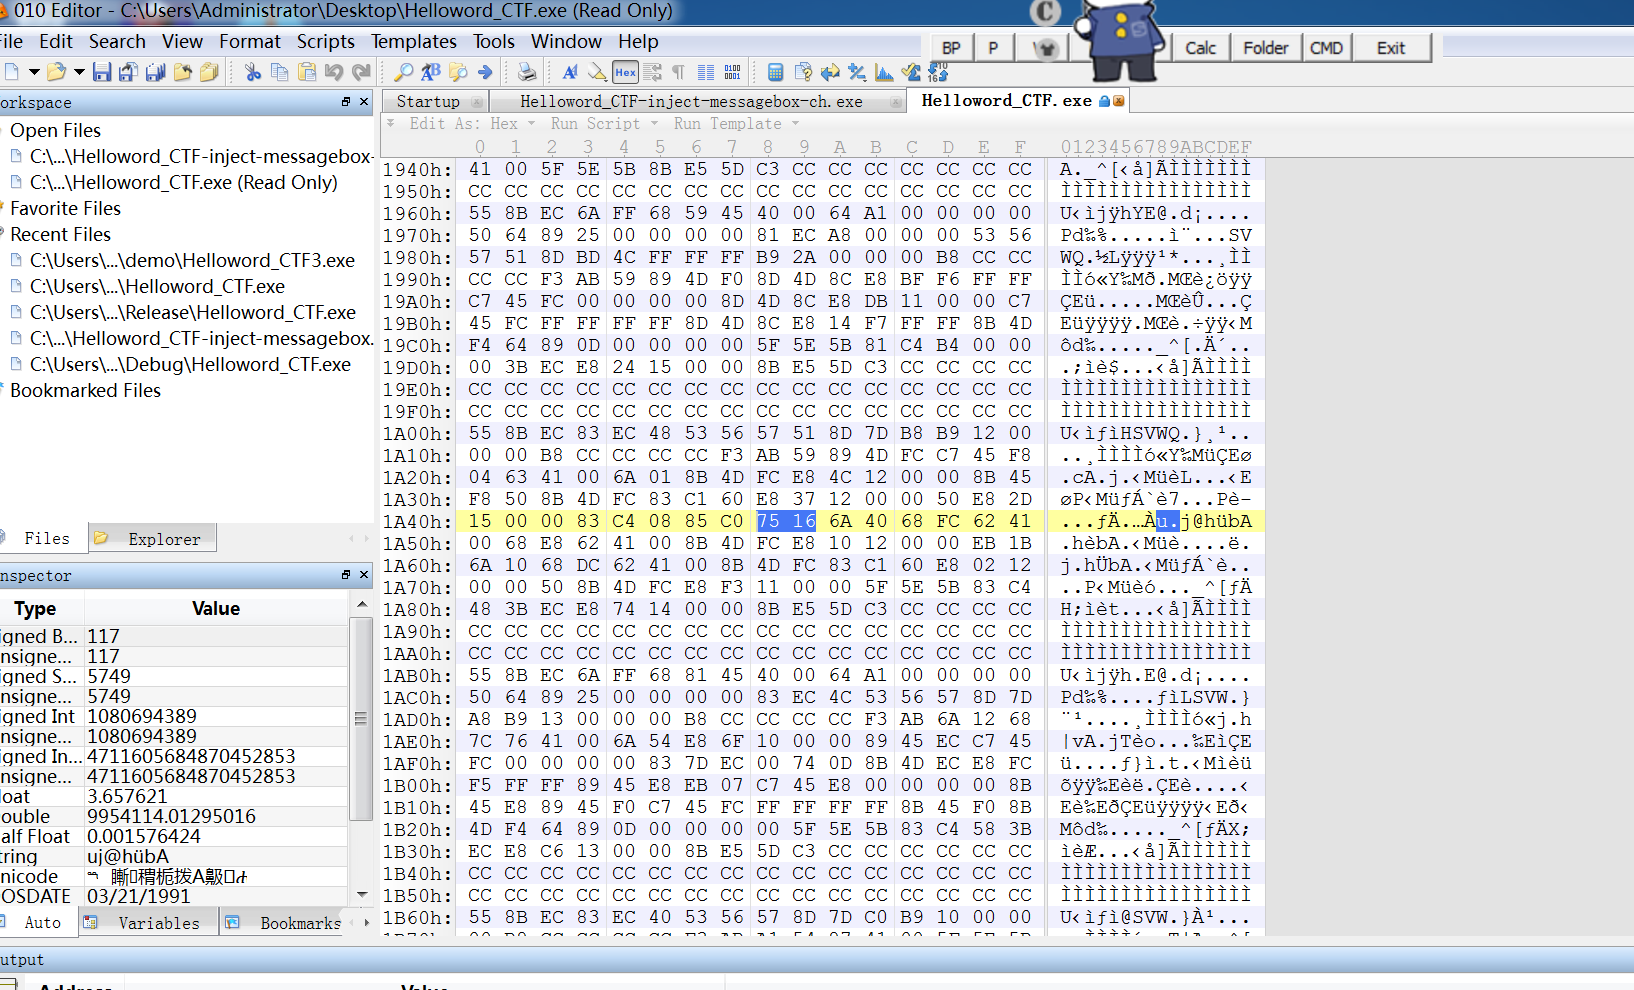 010 Editor - C:\Users\Administrator\Desktop\Helloword_CTF.exe (Read Only)
File Edit Search View Format Scripts Templates Tools Window Help
BP P Calc Folder CMD Exit
orkspace
Startup Helloword_CTF-inject-messagebox-ch.exe Helloword_CTF.exe
Open Files
C:\...\Helloword_CTF-inject-messagebox-
C:\...\Helloword_CTF.exe (Read Only)
Favorite Files
Recent Files
C:\Users\...\demo\Helloword_CTF3.exe
C:\Users\...\Helloword_CTF.exe
C:\Users\...\Release\Helloword_CTF.exe
C:\...\Helloword_CTF-inject-messagebox.
C:\Users\...\Debug\Helloword_CTF.exe
Bookmarked Files
Files Explorer
nspector
Type Value
igned B... 117
nsigne... 117
igned S... 5749
nsigne... 5749
igned Int 1080694389
nsigne... 1080694389
igned In... 4711605684870452853
nsigne... 4711605684870452853
loat 3.657621
ouble 9954114.01295016
alf Float 0.001576424
tring uj@hübA
nicode
OSDATE 03/21/1991
Auto Variables Bookmarks
utput
Address Value
Edit As: Hex Run Script Run Template
0 1 2 3 4 5 6 7 8 9 A B C D E F 0123456789ABCDEF
1940h: 41 00 5F 5E 5B 8B E5 5D C3 CC CC CC CC CC CC CC A._^[‹å]ÃÌÌÌÌÌÌÌ
1950h: CC CC CC CC CC CC CC CC CC CC CC CC CC CC CC CC ÌÌÌÌÌÌÌÌÌÌÌÌÌÌÌÌ
1960h: 55 8B EC 6A FF 68 59 45 40 00 64 A1 00 00 00 00 U‹ìjÿhYE@.d¡....
1970h: 50 64 89 25 00 00 00 00 81 EC A8 00 00 00 53 56 Pd‰%.....ì¨...SV
1980h: 57 51 8D BD 4C FF FF FF B9 2A 00 00 00 B8 CC CC WQ.½Lÿÿÿ¹*...¸ÌÌ
1990h: CC CC F3 AB 59 89 4D F0 8D 4D 8C E8 BF F6 FF FF ÌÌó«Y‰Mð.MŒè¿öÿÿ
19A0h: C7 45 FC 00 00 00 00 8D 4D 8C E8 DB 11 00 00 C7 ÇEü.....MŒèÛ...Ç
19B0h: 45 FC FF FF FF FF 8D 4D 8C E8 14 F7 FF FF 8B 4D Eüÿÿÿÿ.MŒè.÷ÿÿ‹M
19C0h: F4 64 89 0D 00 00 00 00 5F 5E 5B 81 C4 B4 00 00 ôd‰....._^[.Ä´..
19D0h: 00 3B EC E8 24 15 00 00 8B E5 5D C3 CC CC CC CC .;ìè$...‹å]ÃÌÌÌÌ
19E0h: CC CC CC CC CC CC CC CC CC CC CC CC CC CC CC CC ÌÌÌÌÌÌÌÌÌÌÌÌÌÌÌÌ
19F0h: CC CC CC CC CC CC CC CC CC CC CC CC CC CC CC CC ÌÌÌÌÌÌÌÌÌÌÌÌÌÌÌÌ
1A00h: 55 8B EC 83 EC 48 53 56 57 51 8D 7D B8 B9 12 00 U‹ìƒìHSVWQ.}¸¹..
1A10h: 00 00 B8 CC CC CC CC F3 AB 59 89 4D FC C7 45 F8 ..¸ÌÌÌÌó«Y‰MüÇEø
1A20h: 04 63 41 00 6A 01 8B 4D FC E8 4C 12 00 00 8B 45 .cA.j.‹MüèL...‹E
1A30h: F8 50 8B 4D FC 83 C1 60 E8 37 12 00 00 50 E8 2D øP‹MüƒÁ`è7...Pè-
1A40h: 15 00 00 83 C4 08 85 C0 75 16 6A 40 68 FC 62 41 ...ƒÄ.…Àu.j@hübA
1A50h: 00 68 E8 62 41 00 8B 4D FC E8 10 12 00 00 EB 1B .hèbA.‹Müè....ë.
1A60h: 6A 10 68 DC 62 41 00 8B 4D FC 83 C1 60 E8 02 12 j.hÜbA.‹MüƒÁ`è..
1A70h: 00 00 50 8B 4D FC E8 F3 11 00 00 5F 5E 5B 83 C4 ..P‹Müèó..._^[ƒÄ
1A80h: 48 3B EC E8 74 14 00 00 8B E5 5D C3 CC CC CC CC H;ìèt...‹å]ÃÌÌÌÌ
1A90h: CC CC CC CC CC CC CC CC CC CC CC CC CC CC CC CC ÌÌÌÌÌÌÌÌÌÌÌÌÌÌÌÌ
1AA0h: CC CC CC CC CC CC CC CC CC CC CC CC CC CC CC CC ÌÌÌÌÌÌÌÌÌÌÌÌÌÌÌÌ
1AB0h: 55 8B EC 6A FF 68 81 45 40 00 64 A1 00 00 00 00 U‹ìjÿh.E@.d¡....
1AC0h: 50 64 89 25 00 00 00 00 83 EC 4C 53 56 57 8D 7D Pd‰%....ƒìLSVW.}
1AD0h: A8 B9 13 00 00 00 B8 CC CC CC CC F3 AB 6A 12 68 ¨¹....¸ÌÌÌÌó«j.h
1AE0h: 7C 76 41 00 6A 54 E8 6F 10 00 00 89 45 EC C7 45 |vA.jTèo...‰EìÇE
1AF0h: FC 00 00 00 00 83 7D EC 00 74 0D 8B 4D EC E8 FC ü....ƒ}ì.t.‹Mìèü
1B00h: F5 FF FF 89 45 E8 EB 07 C7 45 E8 00 00 00 00 8B õÿÿ‰Eèë.ÇEè....‹
1B10h: 45 E8 89 45 F0 C7 45 FC FF FF FF FF 8B 45 F0 8B Eè‰EðÇEüÿÿÿÿ‹Eð‹
1B20h: 4D F4 64 89 0D 00 00 00 00 5F 5E 5B 83 C4 58 3B Môd‰....._^[ƒÄX;
1B30h: EC E8 C6 13 00 00 8B E5 5D C3 CC CC CC CC CC CC ìèÆ...‹å]ÃÌÌÌÌÌÌ
1B40h: CC CC CC CC CC CC CC CC CC CC CC CC CC CC CC CC ÌÌÌÌÌÌÌÌÌÌÌÌÌÌÌÌ
1B50h: CC CC CC CC CC CC CC CC CC CC CC CC CC CC CC CC ÌÌÌÌÌÌÌÌÌÌÌÌÌÌÌÌ
1B60h: 55 8B EC 83 EC 40 53 56 57 8D 7D C0 B9 10 00 00 U‹ìƒì@SVW.}À¹...